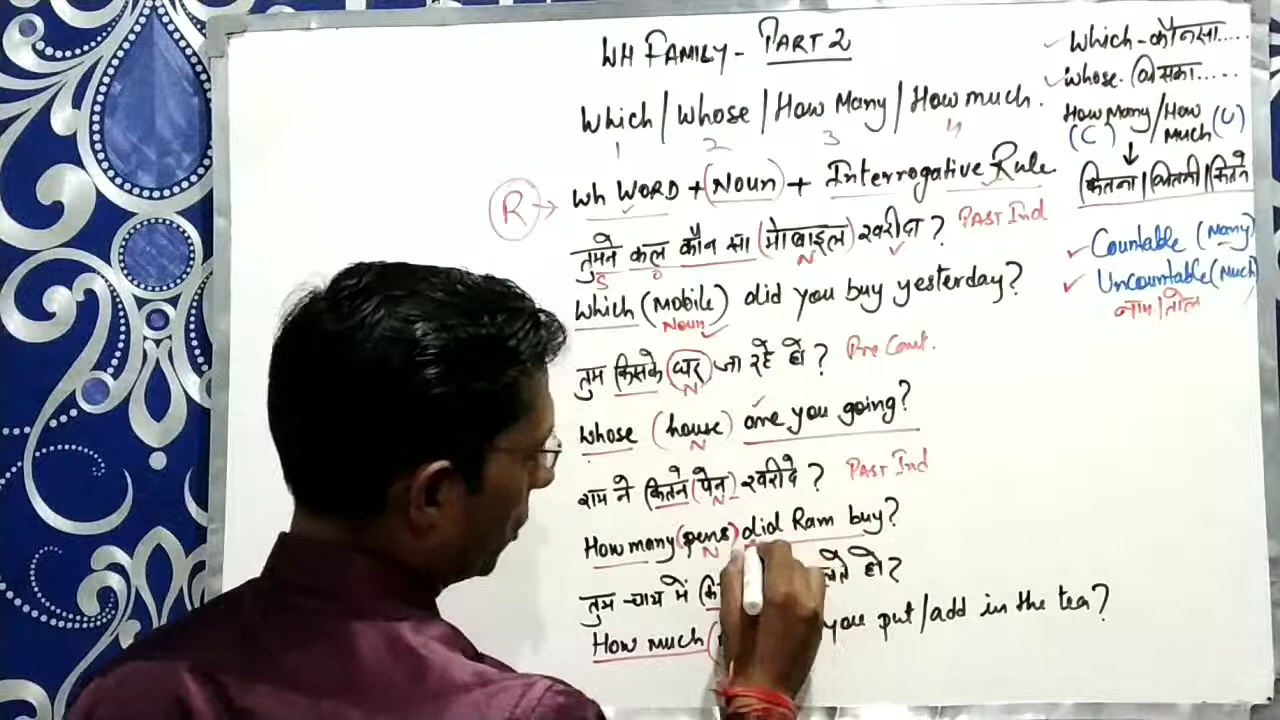 WH FAMILY - PART 2
Which / Whose / How Many / How much.
1 2 3 4
R → Wh WORD + (Noun) + Interrogative Rule
तुमने कल कौन सा (मोबाइल) खरीदा ? PAST Ind
S O N
Which (Mobile) did you buy yesterday?
Noun
तुम किसके (घर) जा रहे हो ? Pre Cont.
N
Whose (house) are you going?
N
राम ने कितने (पेन) खरीदे ? PAST Ind
N
How many (pens) did Ram buy?
N
तुम चाय में हो?
How much ( you put/add in the tea?
Which - कौनसा.....
Whose. किसका.....
How Many / How Much
(C) (U)
कितना / कितनी / कितने
Countable (Many)
Uncountable (Much)
नाप / तोल